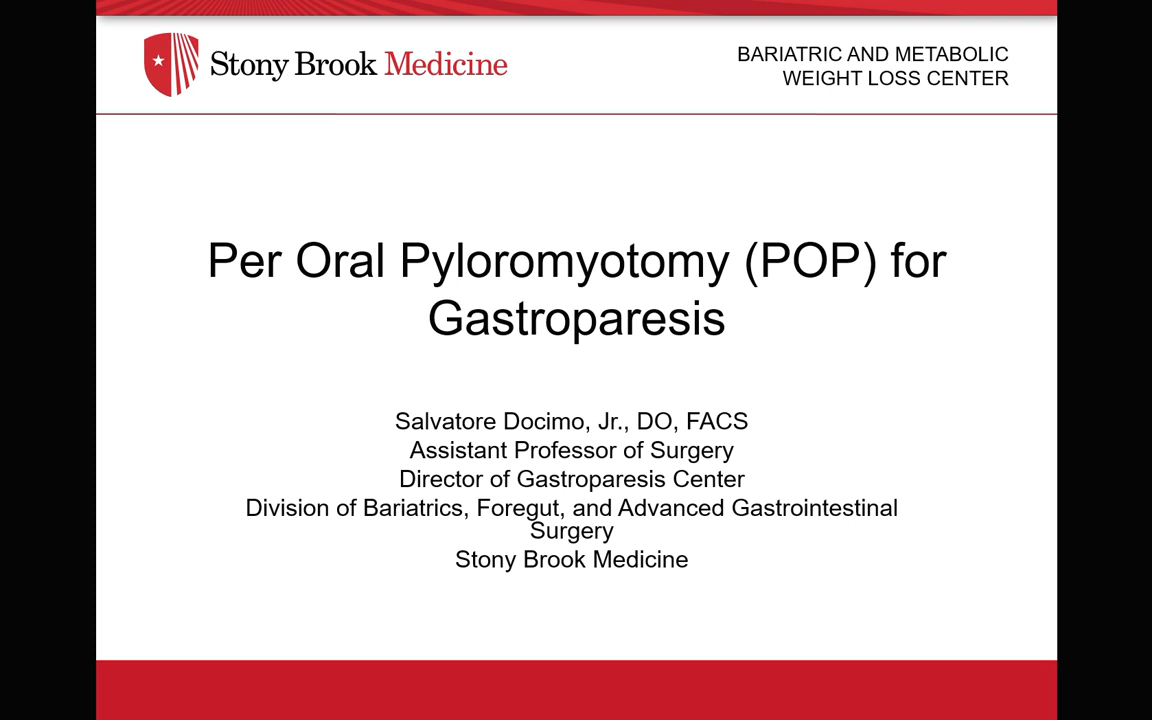 Stony Brook Medicine
BARIATRIC AND METABOLIC
WEIGHT LOSS CENTER
Per Oral Pyloromyotomy (POP) for
Gastroparesis
Salvatore Docimo, Jr., DO, FACS
Assistant Professor of Surgery
Director of Gastroparesis Center
Division of Bariatrics, Foregut, and Advanced Gastrointestinal
Surgery
Stony Brook Medicine